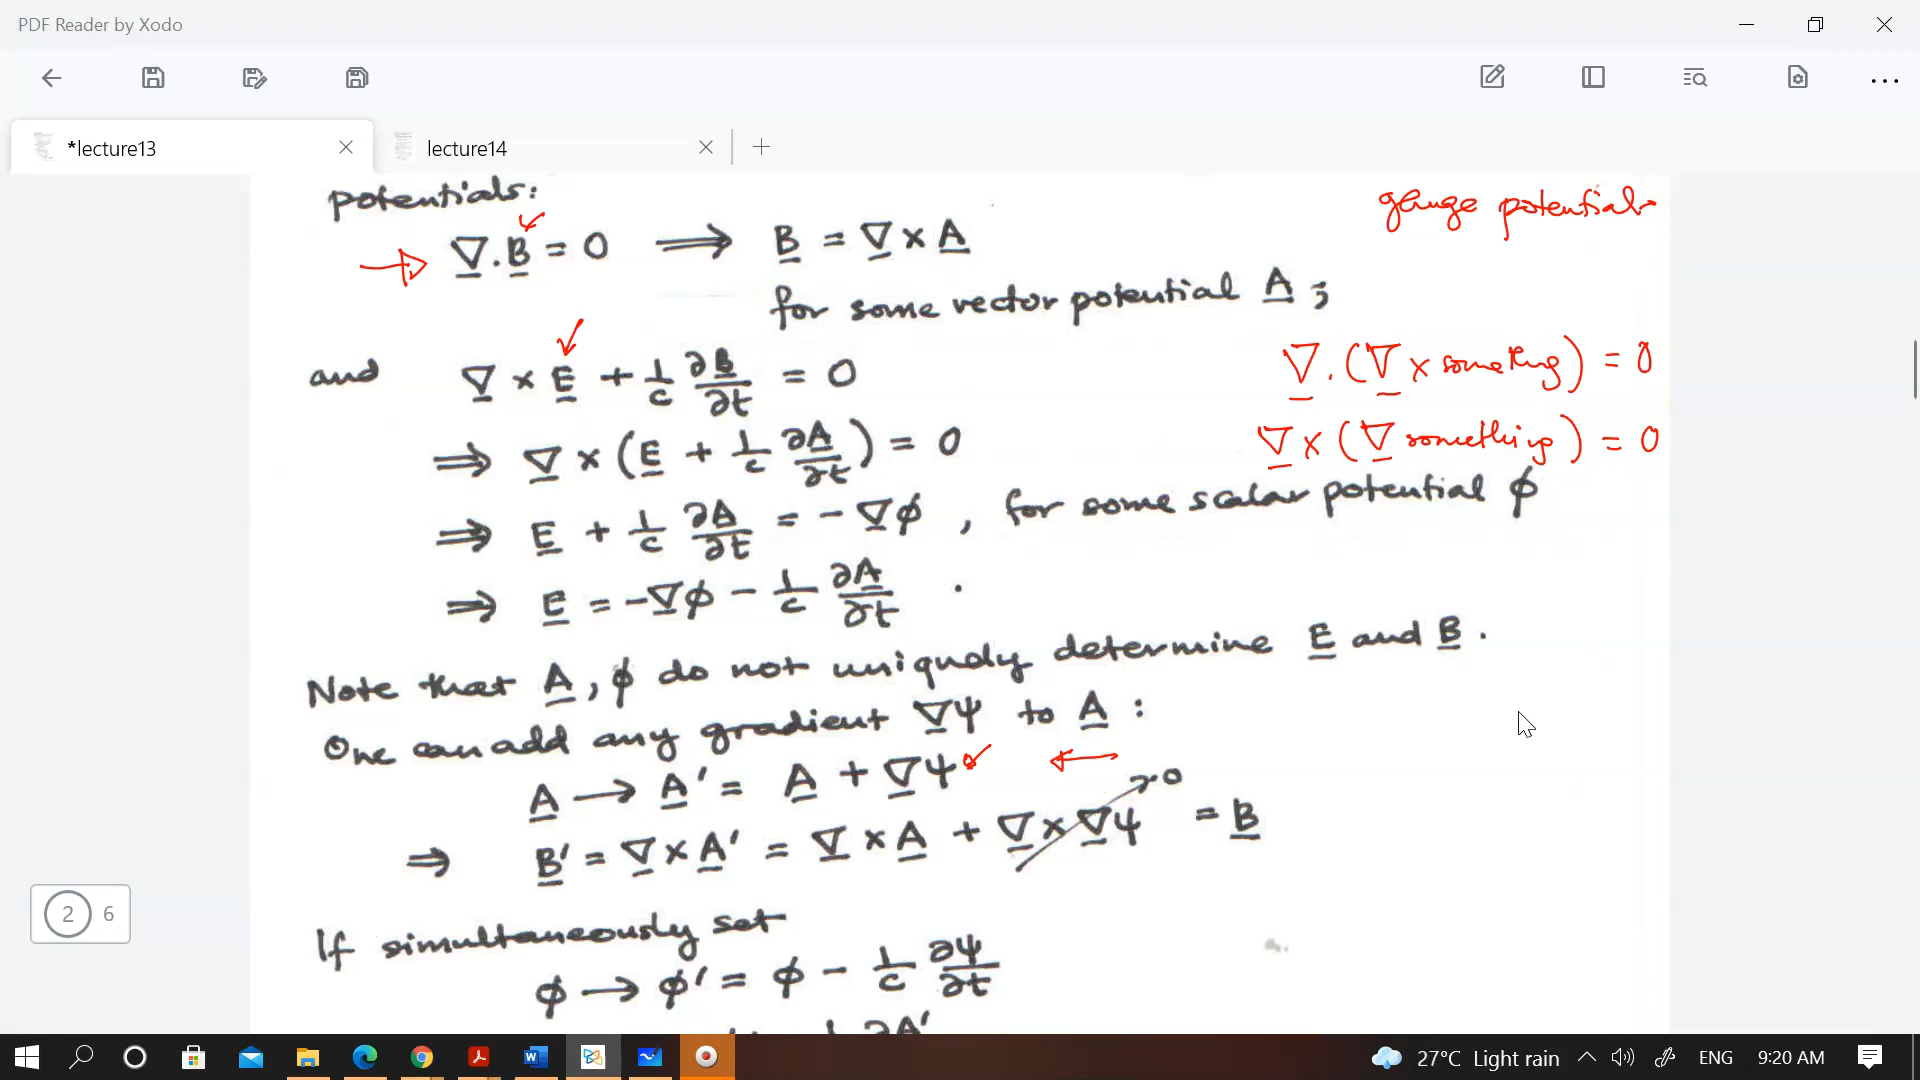 PDF Reader by Xodo
*lecture13
lecture14
potentials:
gauge potentials
∇.B = 0 ⟹ B = ∇ × A
for some vector potential A ;
∇.(∇ × something) = 0
and ∇ × E + 1/c ∂B/∂t = 0
∇ × (∇ something) = 0
⟹ ∇ × (E + 1/c ∂A/∂t) = 0
⟹ E + 1/c ∂A/∂t = - ∇ϕ , for some scalar potential ϕ
⟹ E = -∇ϕ - 1/c ∂A/∂t .
Note that A, ϕ do not uniquely determine E and B .
One can add any gradient ∇ψ to A :
A → A' = A + ∇ψ
0
⟹ B' = ∇ × A' = ∇ × A + ∇ × ∇ψ = B
2 6
If simultaneously set
ϕ → ϕ' = ϕ - 1/c ∂ψ/∂t
∂A'
27°C Light rain ENG 9:20 AM